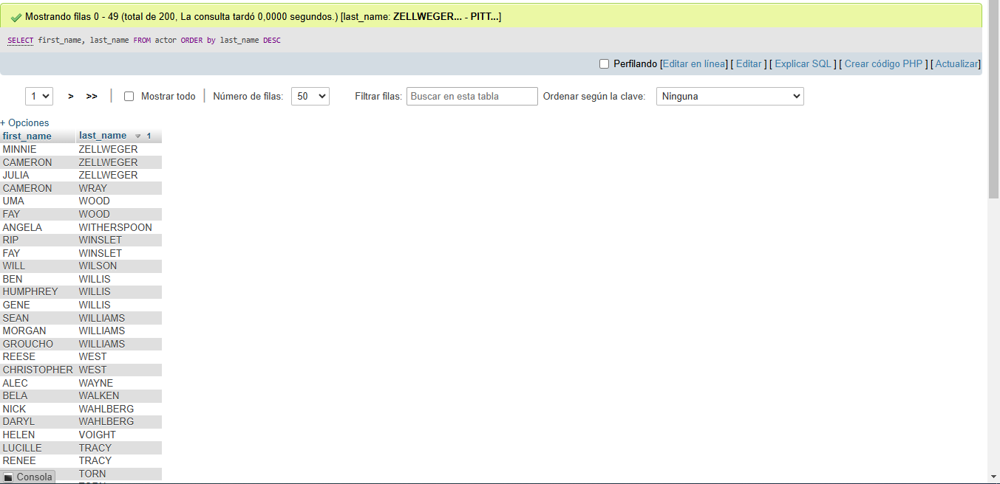 Mostrando filas 0 - 49 (total de 200, La consulta tardó 0,0000 segundos.) [last_name: ZELLWEGER... - PITT...]
SELECT first_name, last_name FROM actor ORDER by last_name DESC
Perfilando [Editar en línea] [ Editar ] [ Explicar SQL ] [ Crear código PHP ] [ Actualizar]
1 > >> | Mostrar todo | Número de filas: 50 Filtrar filas: Buscar en esta tabla Ordenar según la clave: Ninguna
+ Opciones
first_name last_name 1
MINNIE ZELLWEGER
CAMERON ZELLWEGER
JULIA ZELLWEGER
CAMERON WRAY
UMA WOOD
FAY WOOD
ANGELA WITHERSPOON
RIP WINSLET
FAY WINSLET
WILL WILSON
BEN WILLIS
HUMPHREY WILLIS
GENE WILLIS
SEAN WILLIAMS
MORGAN WILLIAMS
GROUCHO WILLIAMS
REESE WEST
CHRISTOPHER WEST
ALEC WAYNE
BELA WALKEN
NICK WAHLBERG
DARYL WAHLBERG
HELEN VOIGHT
LUCILLE TRACY
RENEE TRACY
TORN
Consola